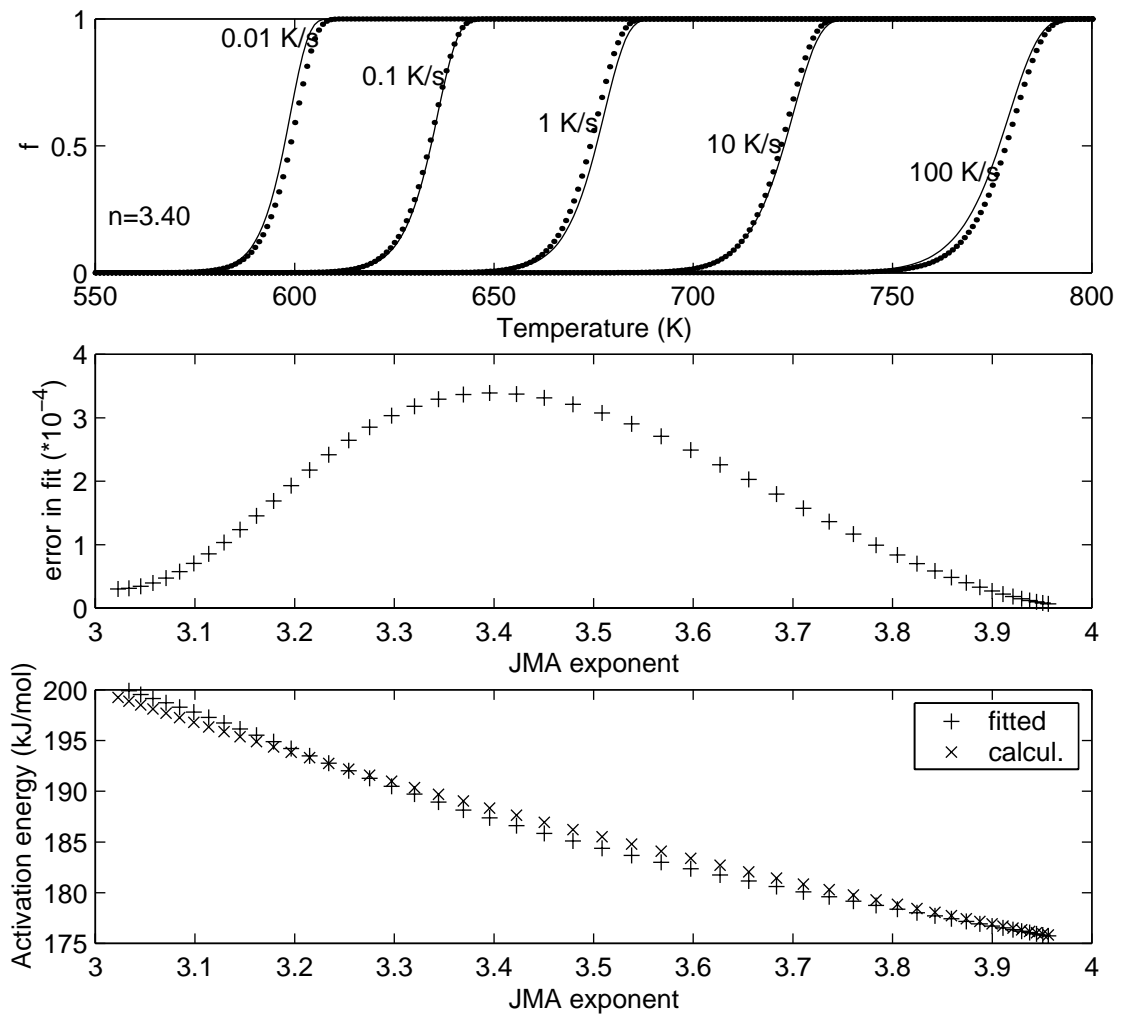 1
0.01 K/s
0.1 K/s
1 K/s
10 K/s
100 K/s
0.5
f
n=3.40
0
550 600 650 700 750 800
Temperature (K)
4
3
2
1
0
error in fit (*10−4)
3 3.1 3.2 3.3 3.4 3.5 3.6 3.7 3.8 3.9 4
JMA exponent
200
195
190
185
180
175
Activation energy (kJ/mol)
fitted
calcul.
3 3.1 3.2 3.3 3.4 3.5 3.6 3.7 3.8 3.9 4
JMA exponent